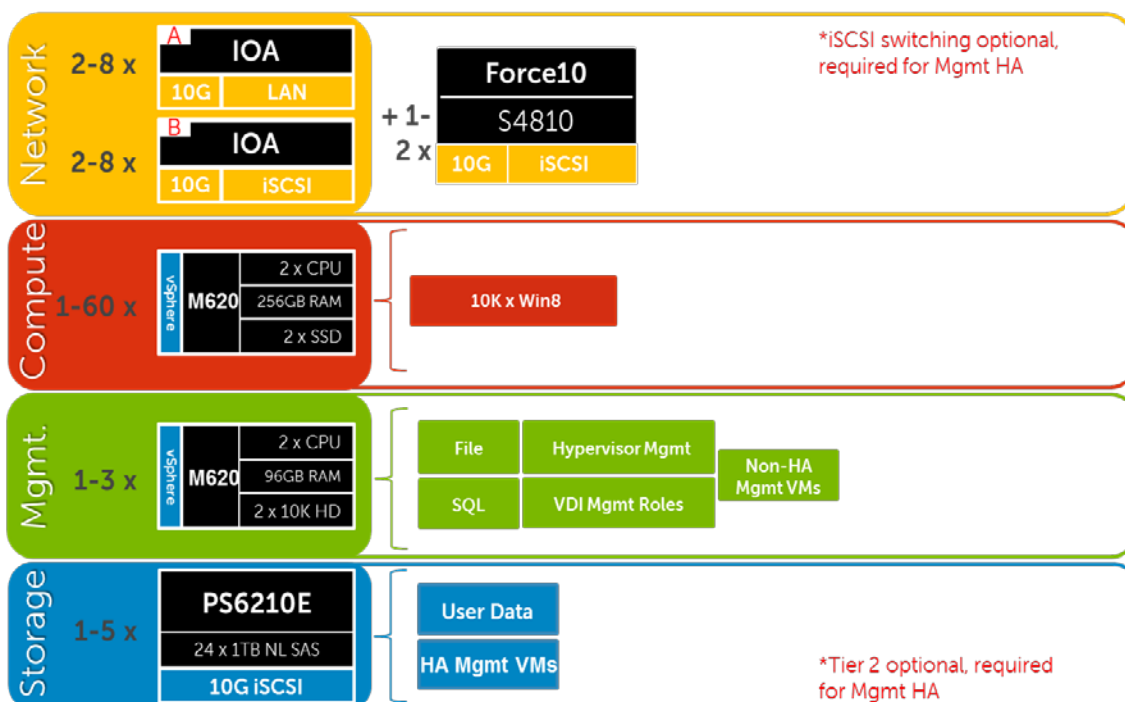 Network
2-8 x
A
IOA
10G
LAN
2-8 x
B
IOA
10G
iSCSI
+ 1-
2 x
Force10
S4810
10G
iSCSI
*iSCSI switching optional,
required for Mgmt HA
Compute
1-60 x
vSphere
M620
2 x CPU
256GB RAM
2 x SSD
10K x Win8
Mgmt.
1-3 x
vSphere
M620
2 x CPU
96GB RAM
2 x 10K HD
File
Hypervisor Mgmt
SQL
VDI Mgmt Roles
Non-HA
Mgmt VMs
Storage
1-5 x
PS6210E
24 x 1TB NL SAS
10G iSCSI
User Data
HA Mgmt VMs
*Tier 2 optional, required
for Mgmt HA